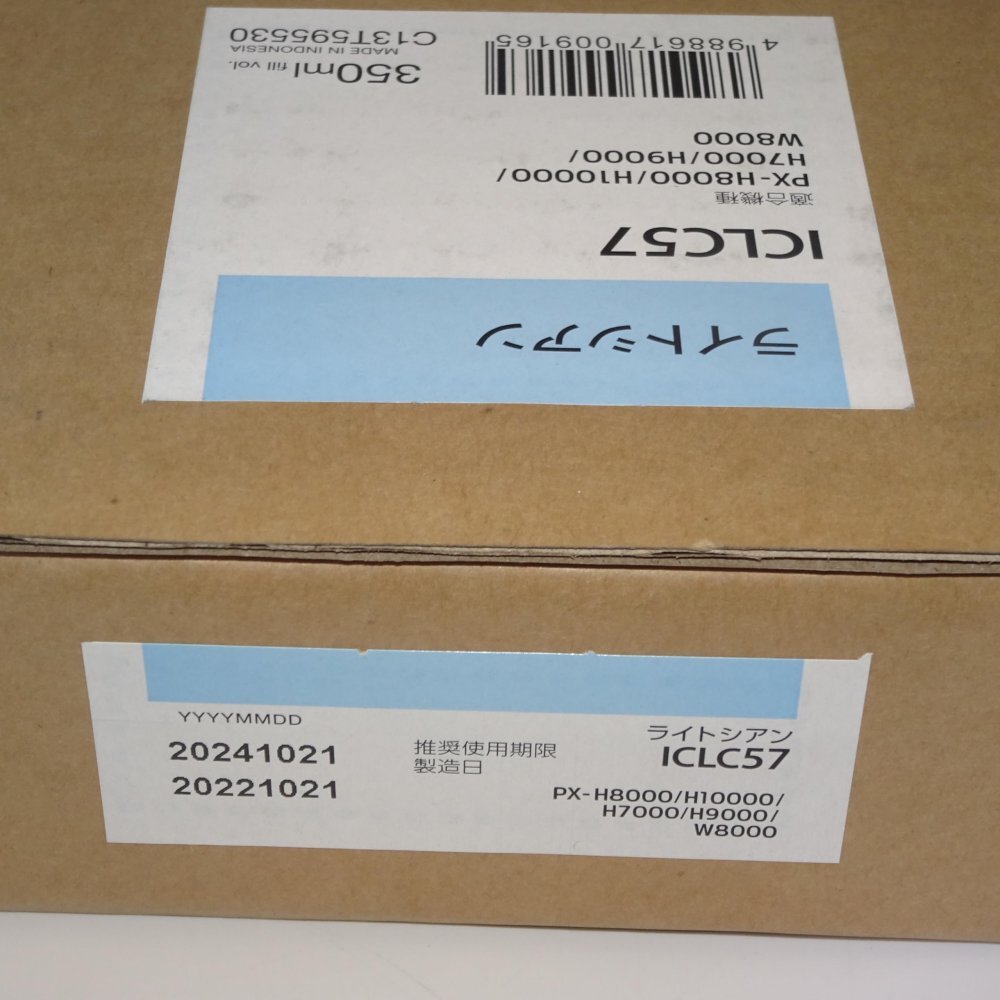 ライトシアン
ICLC57
適合機種
PX-H8000/H10000/
H7000/H9000/
W8000
4 988617 009165
350ml fill vol.
MADE IN INDONESIA
C13T595530
YYYYMMDD
20241021
20221021
推奨使用期限
製造日
ライトシアン
ICLC57
PX-H8000/H10000/
H7000/H9000/
W8000